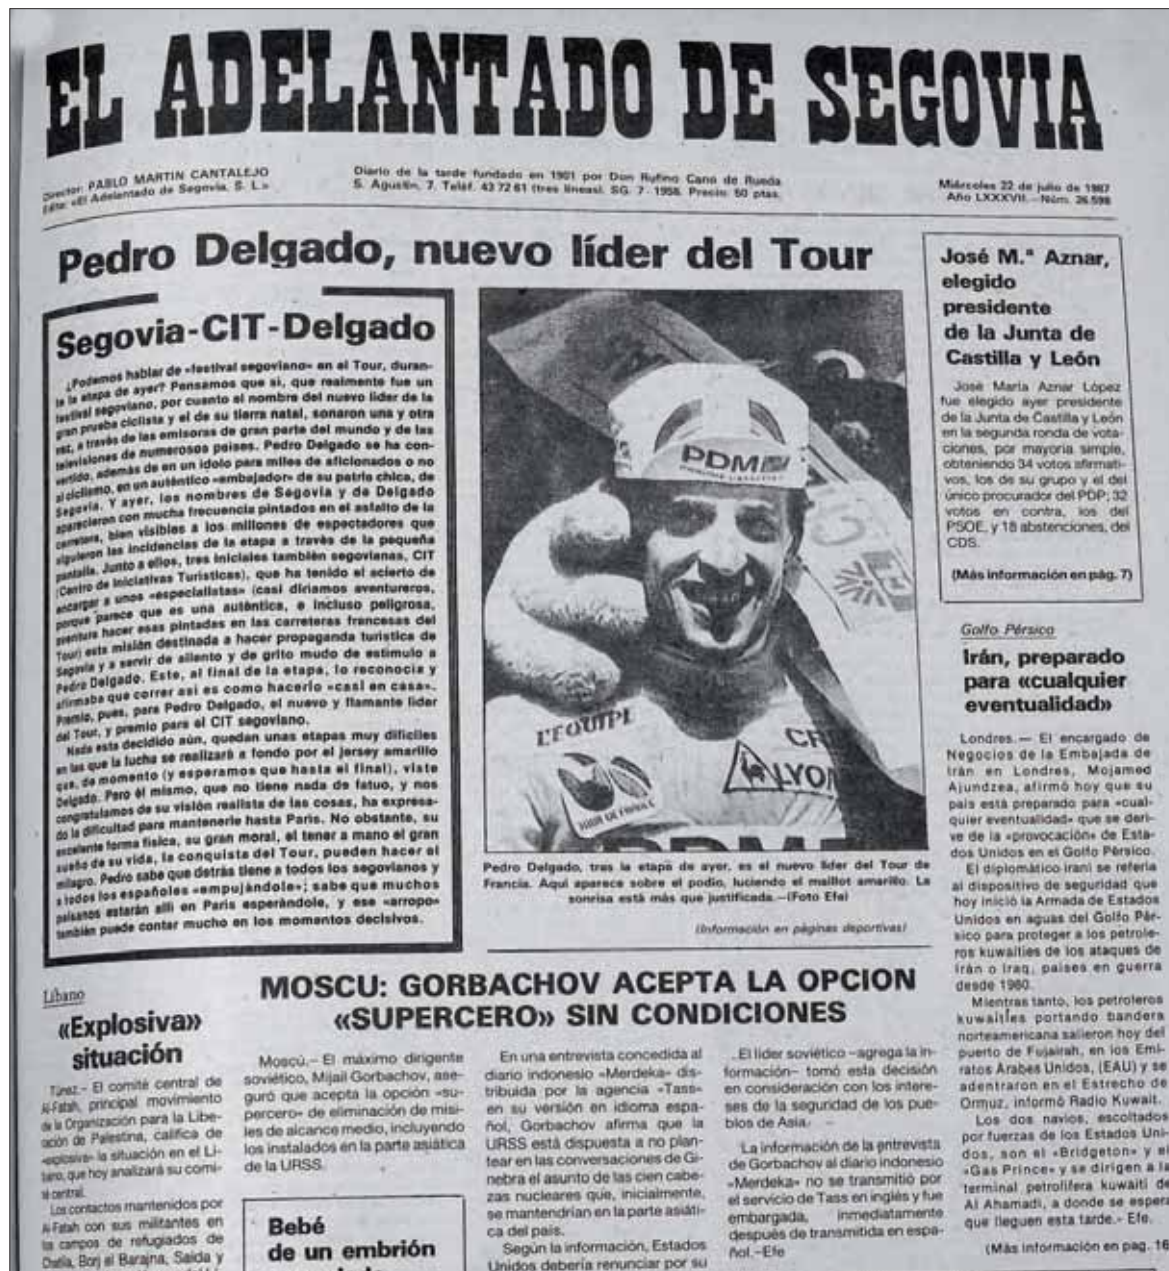 EL ADELANTADO DE SEGOVIA
Director: PABLO MARTIN CANTALEJO
Edita: «El Adelantado de Segovia, S. L.»
Diario de la tarde fundado en 1901 por Don Rufino Cano de Rueda
S. Agustín, 7. Teléf. 43 72 61 (tres líneas). SG. 7 - 1958. Precio: 50 ptas.
Miércoles 22 de julio de 1987
Año LXXXVII.—Núm. 26.598
Pedro Delgado, nuevo líder del Tour
Segovia-CIT-Delgado
¿Podemos hablar de «festival segoviano» en el Tour, duran-
te la etapa de ayer? Pensamos que sí, que realmente fue un
festival segoviano, por cuanto el nombre del nuevo líder de la
gran prueba ciclista y el de su tierra natal, sonaron una y otra
vez, a través de las emisoras de gran parte del mundo y de las
televisiones de numerosos países. Pedro Delgado se ha con-
vertido, además de en un ídolo para miles de aficionados o no
al ciclismo, en un auténtico «embajador» de su patria chica, de
Segovia. Y ayer, los nombres de Segovia y de Delgado
aparecieron con mucha frecuencia pintados en el asfalto de la
carretera, bien visibles a los millones de espectadores que
siguieron las incidencias de la etapa a través de la pequeña
pantalla. Junto a ellos, tres iniciales también segovianas, CIT
(Centro de Iniciativas Turísticas), que ha tenido el acierto de
encargar a unos «especialistas» (casi diríamos aventureros,
porque parece que es una auténtica, e incluso peligrosa,
aventura hacer esas pintadas en las carreteras francesas del
Tour) esta misión destinada a hacer propaganda turística de
Segovia y a servir de aliento y de grito mudo de estímulo a
Pedro Delgado. Este, al final de la etapa, lo reconocía y
afirmaba que correr así es como hacerlo «casi en casa».
Premio, pues, para Pedro Delgado, el nuevo y flamante líder
del Tour, y premio para el CIT segoviano.
Nada está decidido aún, quedan unas etapas muy difíciles
en las que la lucha se realizará a fondo por el jersey amarillo
que, de momento (y esperamos que hasta el final), viste
Delgado. Pero él mismo, que no tiene nada de fatuo, y nos
congratulamos de su visión realista de las cosas, ha expresa-
do la dificultad para mantenerle hasta París. No obstante, su
excelente forma física, su gran moral, el tener a mano el gran
sueño de su vida, la conquista del Tour, pueden hacer el
milagro. Pedro sabe que detrás tiene a todos los segovianos y
a todos los españoles «empujándole»; sabe que muchos
paisanos estarán allí en París esperándole, y ese «arropo»
también puede contar mucho en los momentos decisivos.
PDM
L'EQUIPE
TOUR DE FRANCE
CRE
LYON
PDM
Pedro Delgado, tras la etapa de ayer, es el nuevo líder del Tour de
Francia. Aquí aparece sobre el podio, luciendo el maillot amarillo. La
sonrisa está más que justificada.—(Foto Efe)
(Información en páginas deportivas)
José M.ª Aznar,
elegido
presidente
de la Junta de
Castilla y León
José María Aznar López
fue elegido ayer presidente
de la Junta de Castilla y León
en la segunda ronda de vota-
ciones, por mayoría simple,
obteniendo 34 votos afirmati-
vos, los de su grupo y el del
único procurador del PDP; 32
votos en contra, los del
PSOE, y 18 abstenciones, del
CDS.
(Más información en pág. 7)
Golfo Pérsico
Irán, preparado
para «cualquier
eventualidad»
Londres.— El encargado de
Negocios de la Embajada de
Irán en Londres, Mojamed
Ajundzea, afirmó hoy que su
país está preparado para «cual-
quier eventualidad» que se deri-
ve de la «provocación» de Esta-
dos Unidos en el Golfo Pérsico.
El diplomático iraní se refería
al dispositivo de seguridad que
hoy inició la Armada de Estados
Unidos en aguas del Golfo Pér-
sico para proteger a los petrole-
ros kuwaities de los ataques de
Irán o Iraq, países en guerra
desde 1980.
Mientras tanto, los petroleros
kuwaities portando bandera
norteamericana salieron hoy del
puerto de Fujairah, en los Emi-
ratos Arabes Unidos, (EAU) y se
adentraron en el Estrecho de
Ormuz, informó Radio Kuwait.
Los dos navíos, escoltados
por fuerzas de los Estados Uni-
dos, son el «Bridgeton» y el
«Gas Prince» y se dirigen a la
terminal petrolífera kuwaití de
Al Ahamadi, a donde se espera
que lleguen esta tarde.- Efe.
(Más información en pag. 16
Líbano
«Explosiva»
situación
Túnez.- El comité central de
Al-Fatah, principal movimiento
de la Organización para la Libe-
ración de Palestina, califica de
«explosiva» la situación en el Lí-
bano, que hoy analizará su comi-
té central.
Los contactos mantenidos por
Al-Fatah con sus militantes en
los campos de refugiados de
Borj el Barajna, Saida y
MOSCU: GORBACHOV ACEPTA LA OPCION
«SUPERCERO» SIN CONDICIONES
Moscú.- El máximo dirigente
soviético, Mijail Gorbachov, ase-
guró que acepta la opción «su-
percero» de eliminación de misi-
les de alcance medio, incluyendo
los instalados en la parte asiática
de la URSS.
Bebé
de un embrión
En una entrevista concedida al
diario indonesio «Merdeka» dis-
tribuida por la agencia «Tass»
en su versión en idioma espa-
ñol, Gorbachov afirma que la
URSS está dispuesta a no plan-
tear en las conversaciones de Gi-
nebra el asunto de las cien cabe-
zas nucleares que, inicialmente,
se mantendrían en la parte asiáti-
ca del país.
Según la información, Estados
Unidos debería renunciar por su
El líder soviético –agrega la in-
formación– tomó esta decisión
en consideración con los intere-
ses de la seguridad de los pue-
blos de Asia.
La información de la entrevista
de Gorbachov al diario indonesio
«Merdeka» no se transmitió por
el servicio de Tass en inglés y fue
embargada, inmediatamente
después de transmitida en espa-
ñol.–Efe